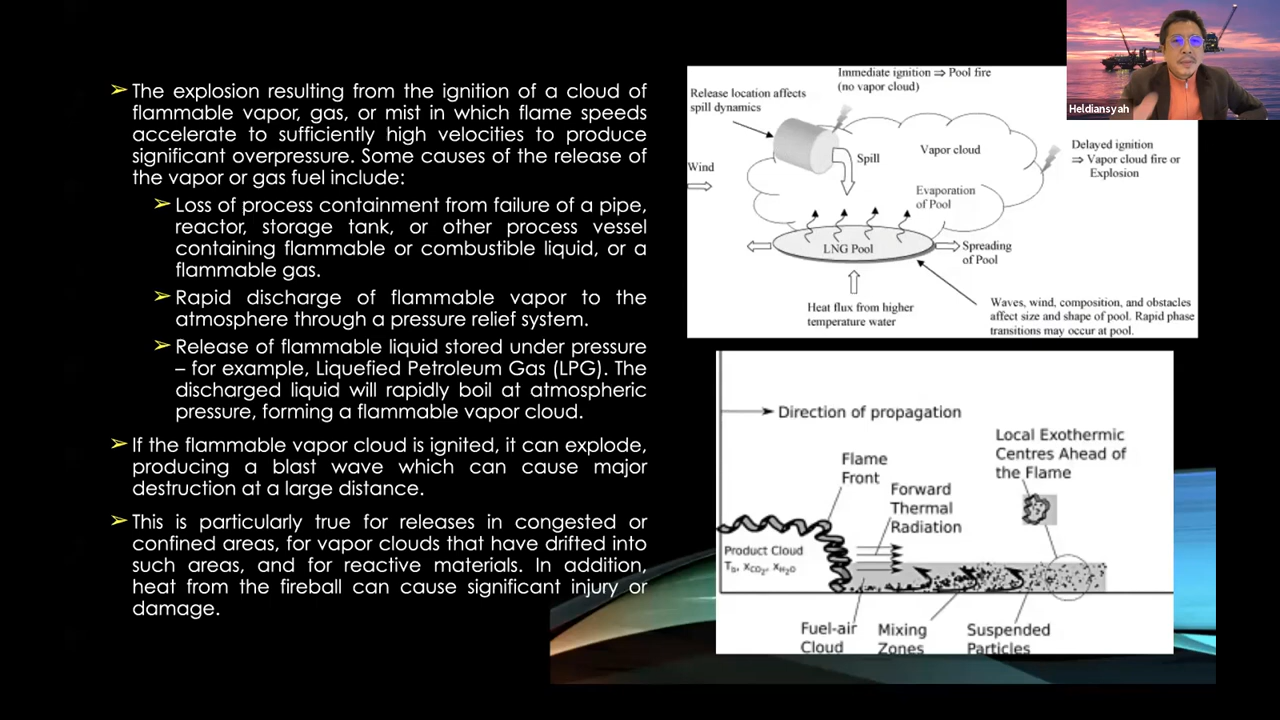 ➢ The explosion resulting from the ignition of a cloud of
flammable vapor, gas, or mist in which flame speeds
accelerate to sufficiently high velocities to produce
significant overpressure. Some causes of the release of
the vapor or gas fuel include:
➢ Loss of process containment from failure of a pipe,
reactor, storage tank, or other process vessel
containing flammable or combustible liquid, or a
flammable gas.
➢ Rapid discharge of flammable vapor to the
atmosphere through a pressure relief system.
➢ Release of flammable liquid stored under pressure
– for example, Liquefied Petroleum Gas (LPG). The
discharged liquid will rapidly boil at atmospheric
pressure, forming a flammable vapor cloud.
➢ If the flammable vapor cloud is ignited, it can explode,
producing a blast wave which can cause major
destruction at a large distance.
➢ This is particularly true for releases in congested or
confined areas, for vapor clouds that have drifted into
such areas, and for reactive materials. In addition,
heat from the fireball can cause significant injury or
damage.
Heldiansyah
Immediate ignition ⇒ Pool fire
(no vapor cloud)
Release location affects
spill dynamics
Wind
Spill
Vapor cloud
Delayed ignition
⇒ Vapor cloud fire or
Explosion
Evaporation
of Pool
LNG Pool
Spreading
of Pool
Heat flux from higher
temperature water
Waves, wind, composition, and obstacles
affect size and shape of pool. Rapid phase
transitions may occur at pool.
Direction of propagation
Flame
Front
Forward
Thermal
Radiation
Local Exothermic
Centres Ahead of
the Flame
Product Cloud
T_b, X_CO₂, X_H₂O
Fuel-air
Cloud
Mixing
Zones
Suspended
Particles